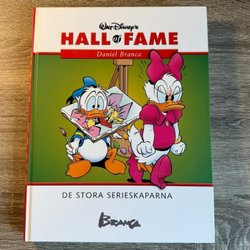 Walt Disney's
HALL of FAME
Daniel Branca
DE STORA SERIESKAPARNA
BRANCA